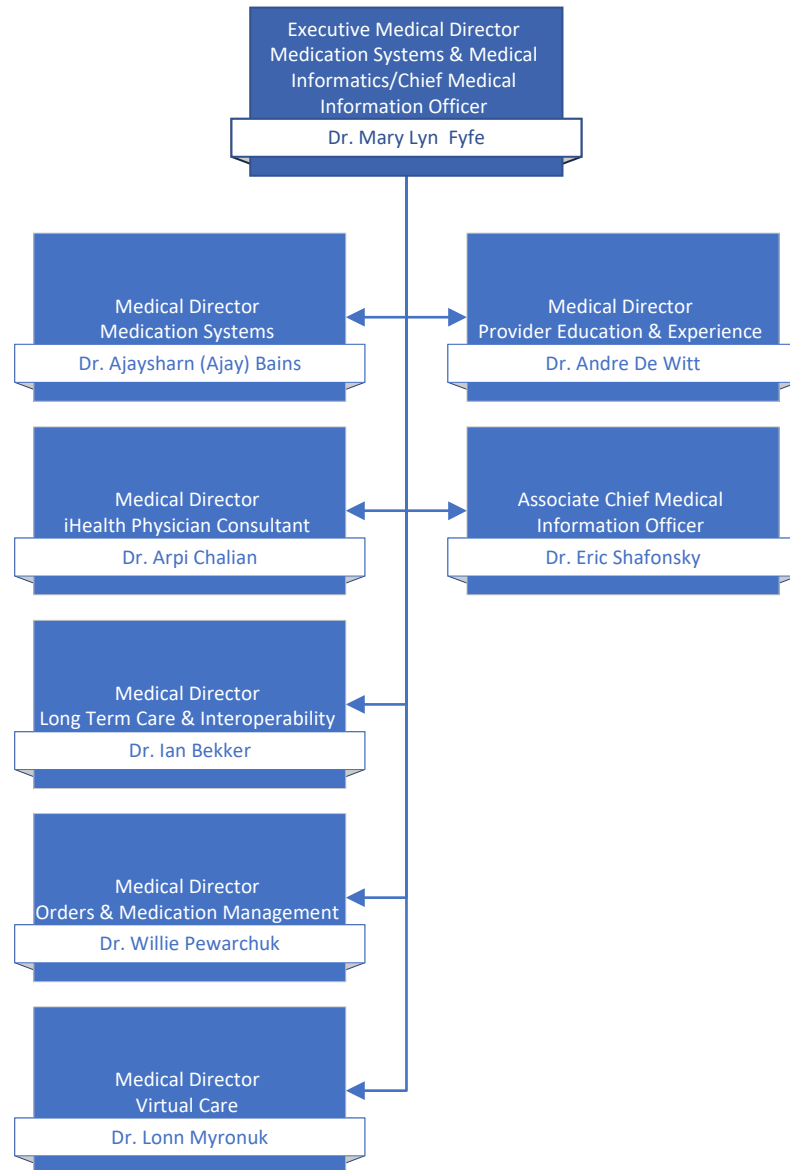 Executive Medical Director
Medication Systems & Medical
Informatics/Chief Medical
Information Officer
Dr. Mary Lyn Fyfe
Medical Director
Medication Systems
Dr. Ajaysharn (Ajay) Bains
Medical Director
Provider Education & Experience
Dr. Andre De Witt
Medical Director
iHealth Physician Consultant
Dr. Arpi Chalian
Associate Chief Medical
Information Officer
Dr. Eric Shafonsky
Medical Director
Long Term Care & Interoperability
Dr. Ian Bekker
Medical Director
Orders & Medication Management
Dr. Willie Pewarchuk
Medical Director
Virtual Care
Dr. Lonn Myronuk